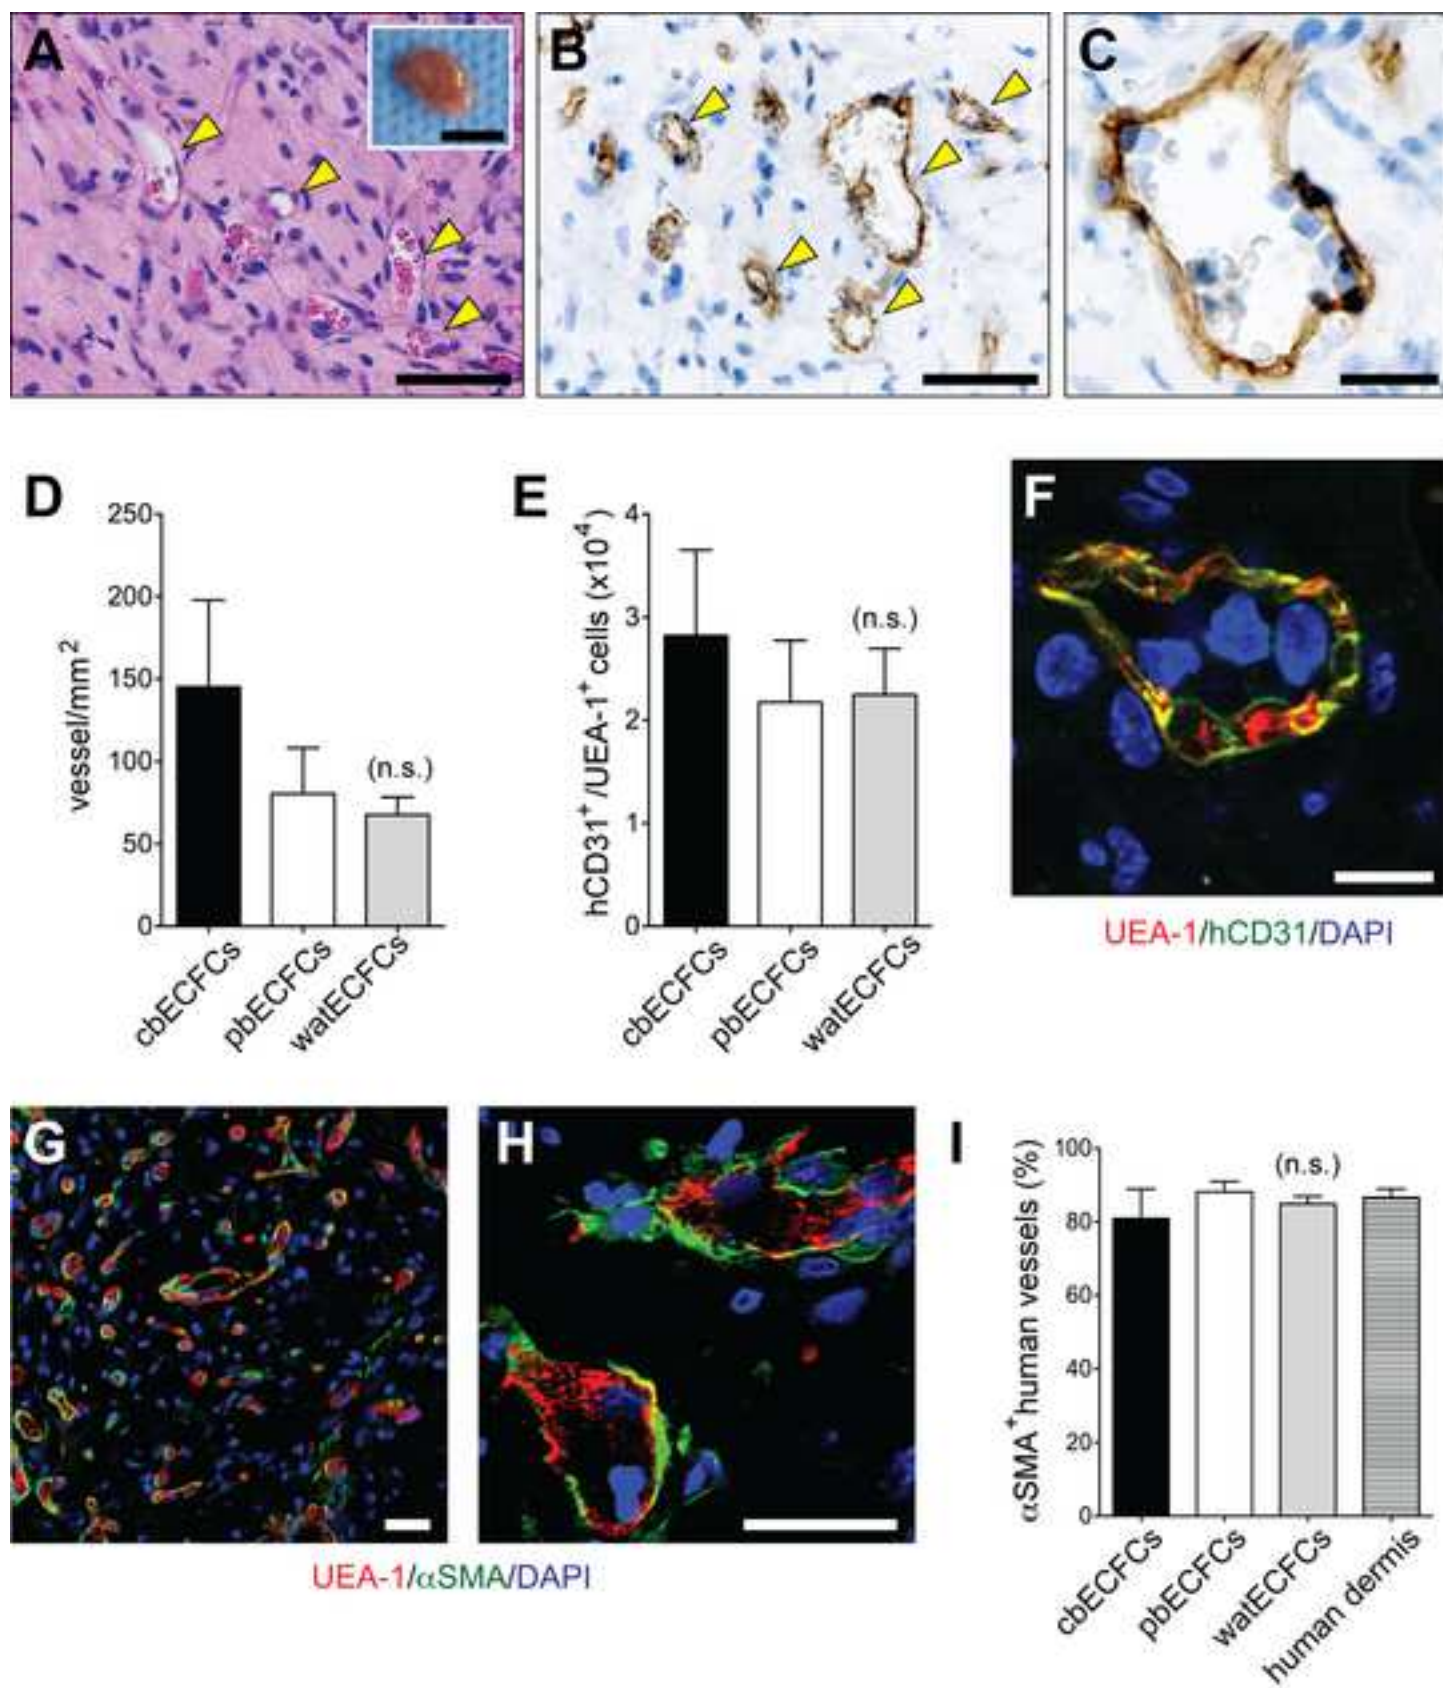 A
B
C
D
250
200
150
100
50
0
vessel/mm2
(n.s.)
cbECFCs
pbECFCs
watECFCs
E
4
3
2
1
0
hCD31+/UEA-1+ cells (x104)
(n.s.)
cbECFCs
pbECFCs
watECFCs
F
UEA-1/hCD31/DAPI
G
H
UEA-1/αSMA/DAPI
I
100
80
60
40
20
0
αSMA+human vessels (%)
(n.s.)
cbECFCs
pbECFCs
watECFCs
human dermis